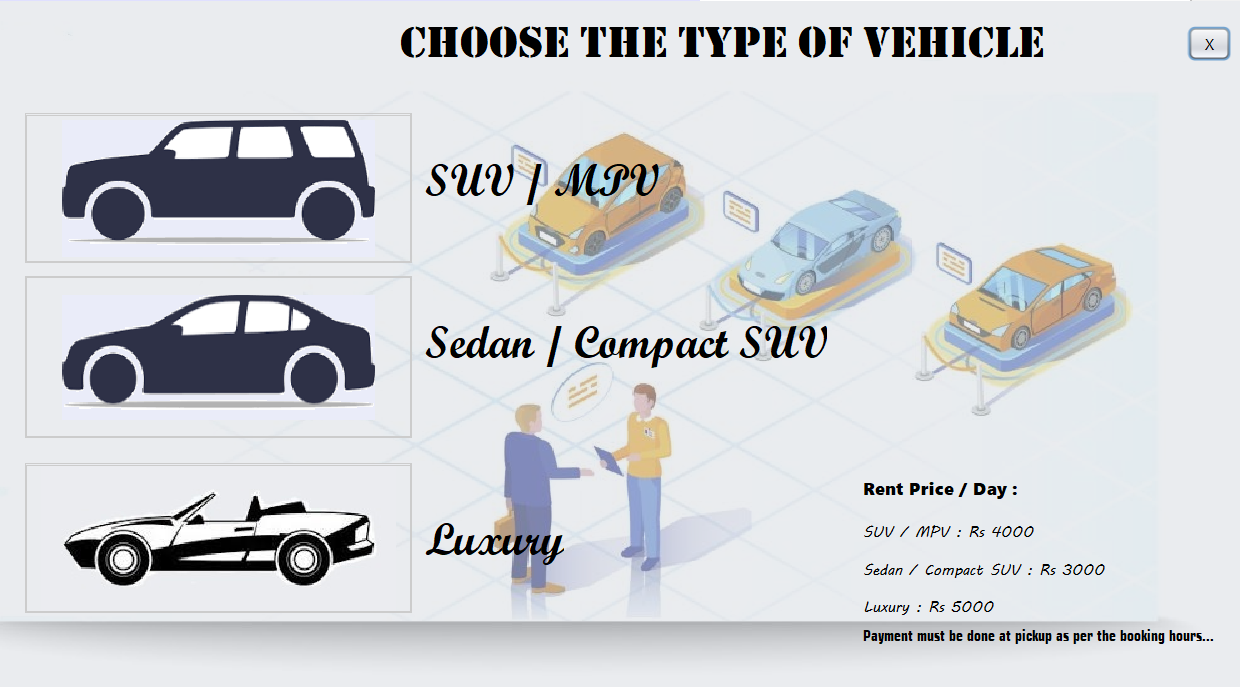 CHOOSE THE TYPE OF VEHICLE
X
SUV / MPV
Sedan / Compact SUV
Luxury
Rent Price / Day :
SUV / MPV : Rs 4000
Sedan / Compact SUV : Rs 3000
Luxury : Rs 5000
Payment must be done at pickup as per the booking hours...